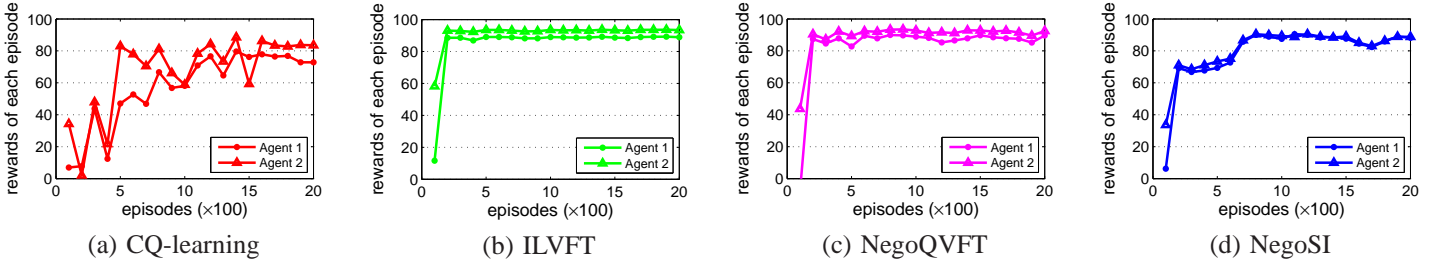 rewards of each episode
100
80
60
40
20
0
0
5
10
15
20
episodes (×100)
Agent 1
Agent 2
(a) CQ-learning
rewards of each episode
100
80
60
40
20
0
0
5
10
15
20
episodes (×100)
Agent 1
Agent 2
(b) ILVFT
rewards of each episode
100
80
60
40
20
0
0
5
10
15
20
episodes (×100)
Agent 1
Agent 2
(c) NegoQVFT
rewards of each episode
100
80
60
40
20
0
0
5
10
15
20
episodes (×100)
Agent 1
Agent 2
(d) NegoSI